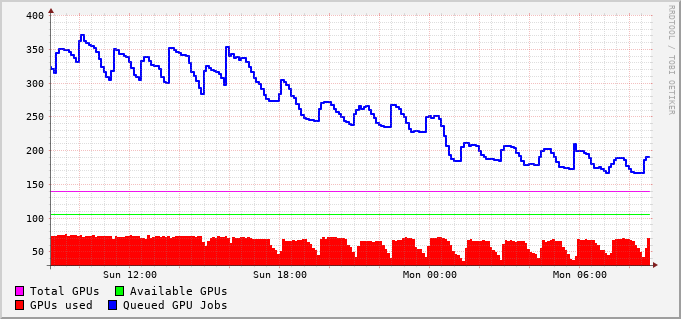 400
350
300
250
200
150
100
50
Sun 12:00 Sun 18:00 Mon 00:00 Mon 06:00
Total GPUs Available GPUs
GPUs used Queued GPU Jobs
RRDTOOL / TOBI OETIKER